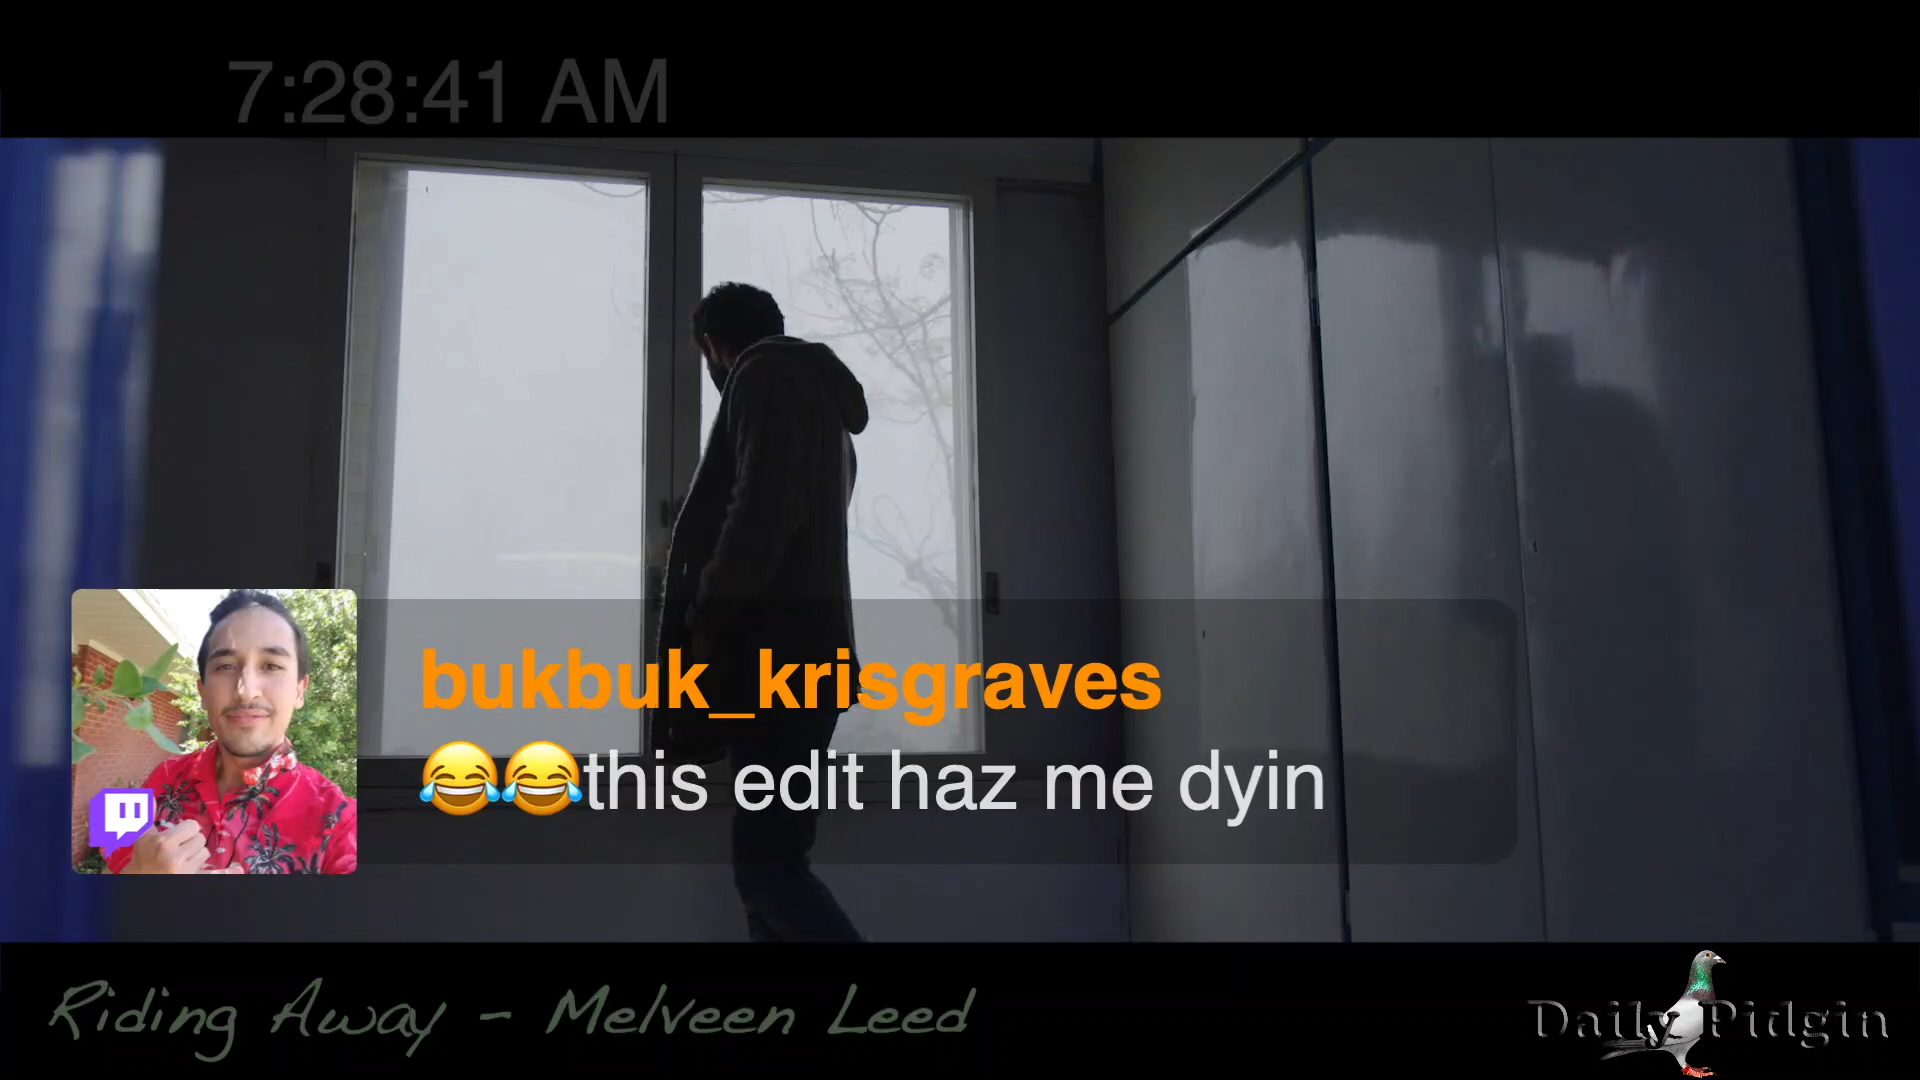 7:28:41 AM
bukbuk_krisgraves
😂😂this edit haz me dyin
Riding Away - Melveen Leed
Daily Pidgin